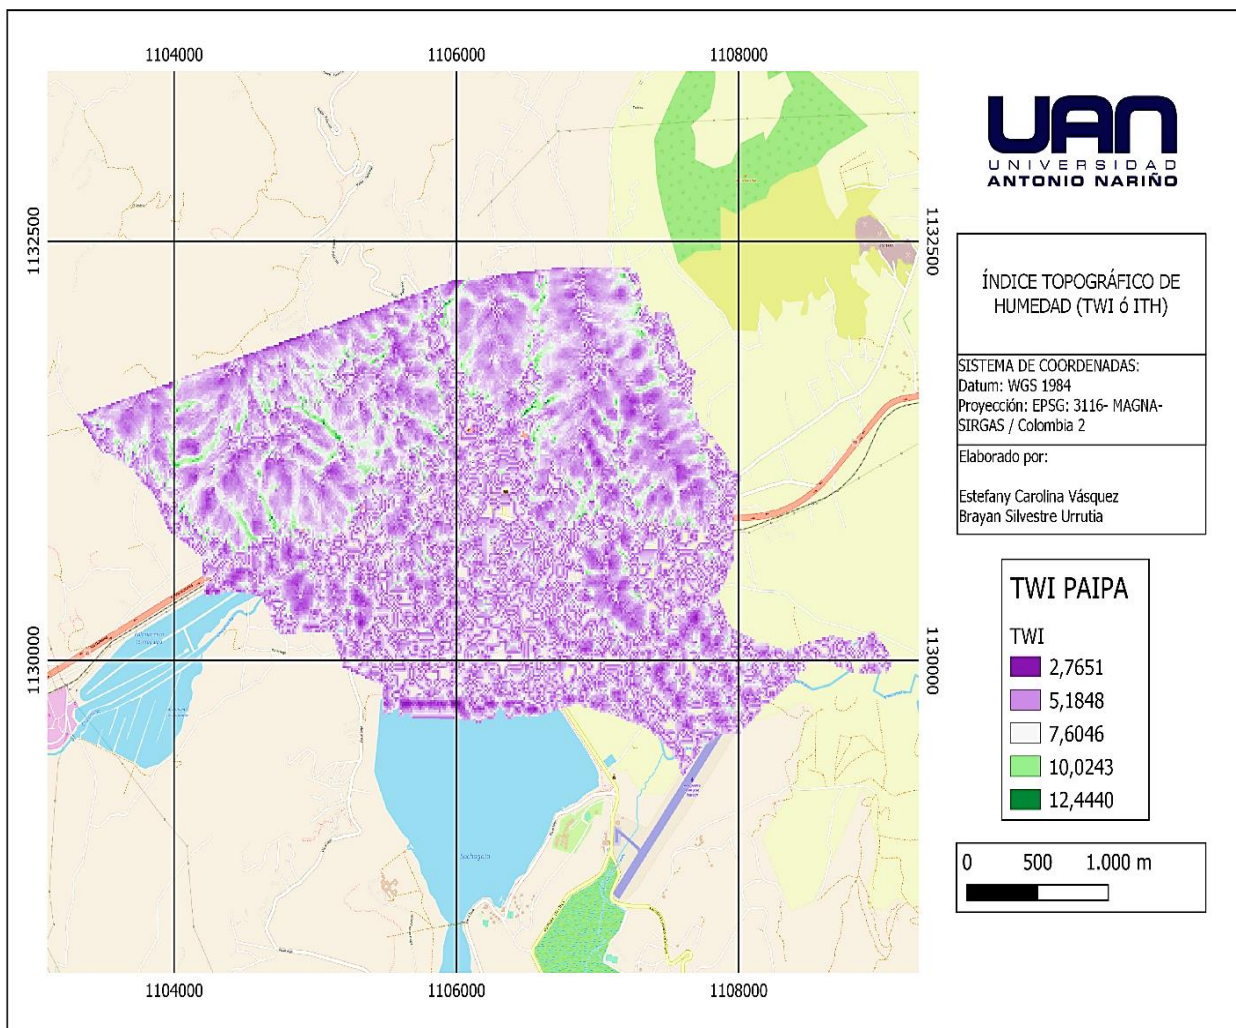 1104000
1106000
1108000
1132500
1132500
UAN
UNIVERSIDAD
ANTONIO NARIÑO
ÍNDICE TOPOGRÁFICO DE
HUMEDAD (TWI ó ITH)
SISTEMA DE COORDENADAS:
Datum: WGS 1984
Proyección: EPSG: 3116- MAGNA-
SIRGAS / Colombia 2
Elaborado por:
Estefany Carolina Vásquez
Brayan Silvestre Urrutia
TWI PAIPA
TWI
2,7651
5,1848
7,6046
10,0243
12,4440
1130000
1130000
Sochagota
0 500 1.000 m
1104000
1106000
1108000